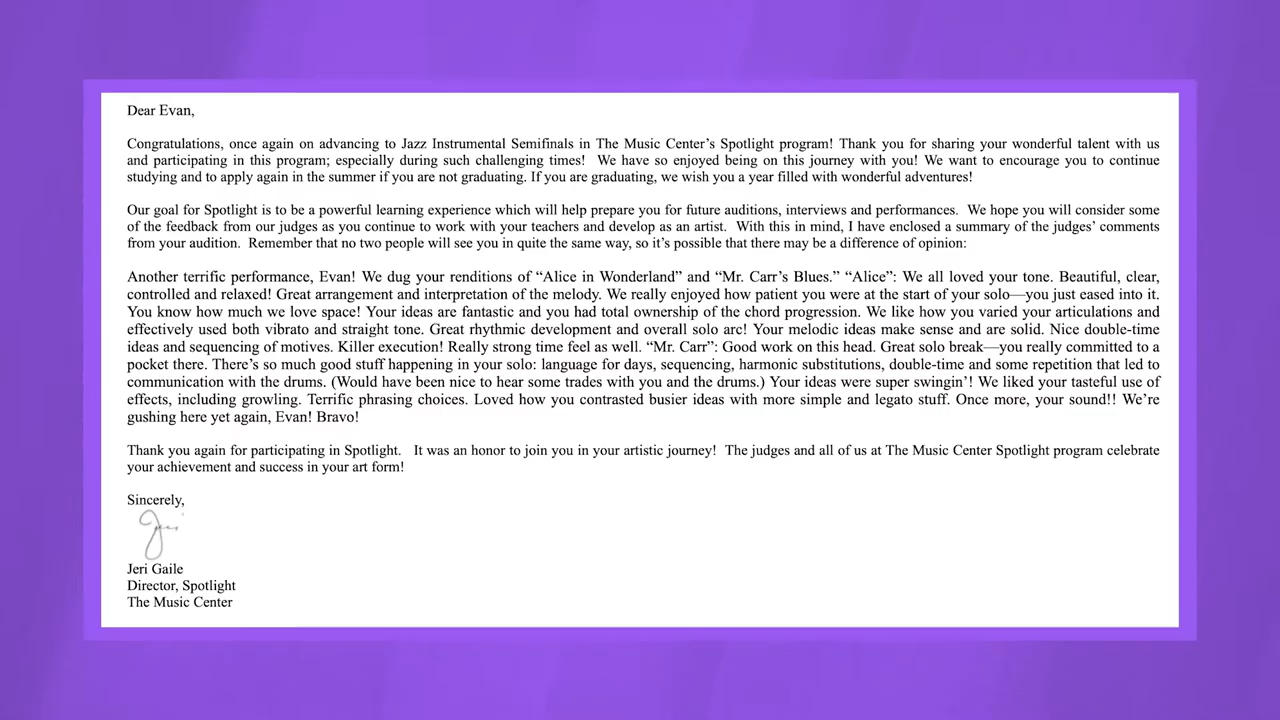 Dear Evan,
Congratulations, once again on advancing to Jazz Instrumental Semifinals in The Music Center’s Spotlight program! Thank you for sharing your wonderful talent with us
and participating in this program; especially during such challenging times!  We have so enjoyed being on this journey with you! We want to encourage you to continue
studying and to apply again in the summer if you are not graduating. If you are graduating, we wish you a year filled with wonderful adventures!
Our goal for Spotlight is to be a powerful learning experience which will help prepare you for future auditions, interviews and performances.  We hope you will consider some
of the feedback from our judges as you continue to work with your teachers and develop as an artist.  With this in mind, I have enclosed a summary of the judges’ comments
from your audition.  Remember that no two people will see you in quite the same way, so it’s possible that there may be a difference of opinion:
Another terrific performance, Evan! We dug your renditions of “Alice in Wonderland” and “Mr. Carr’s Blues.” “Alice”: We all loved your tone. Beautiful, clear,
controlled and relaxed! Great arrangement and interpretation of the melody. We really enjoyed how patient you were at the start of your solo—you just eased into it.
You know how much we love space! Your ideas are fantastic and you had total ownership of the chord progression. We like how you varied your articulations and
effectively used both vibrato and straight tone. Great rhythmic development and overall solo arc! Your melodic ideas make sense and are solid. Nice double-time
ideas and sequencing of motives. Killer execution! Really strong time feel as well. “Mr. Carr”: Good work on this head. Great solo break—you really committed to a
pocket there. There’s so much good stuff happening in your solo: language for days, sequencing, harmonic substitutions, double-time and some repetition that led to
communication with the drums. (Would have been nice to hear some trades with you and the drums.) Your ideas were super swingin’! We liked your tasteful use of
effects, including growling. Terrific phrasing choices. Loved how you contrasted busier ideas with more simple and legato stuff. Once more, your sound!! We’re
gushing here yet again, Evan! Bravo!
Thank you again for participating in Spotlight.   It was an honor to join you in your artistic journey!  The judges and all of us at The Music Center Spotlight program celebrate
your achievement and success in your art form!
Sincerely,
Jeri
Jeri Gaile
Director, Spotlight
The Music Center